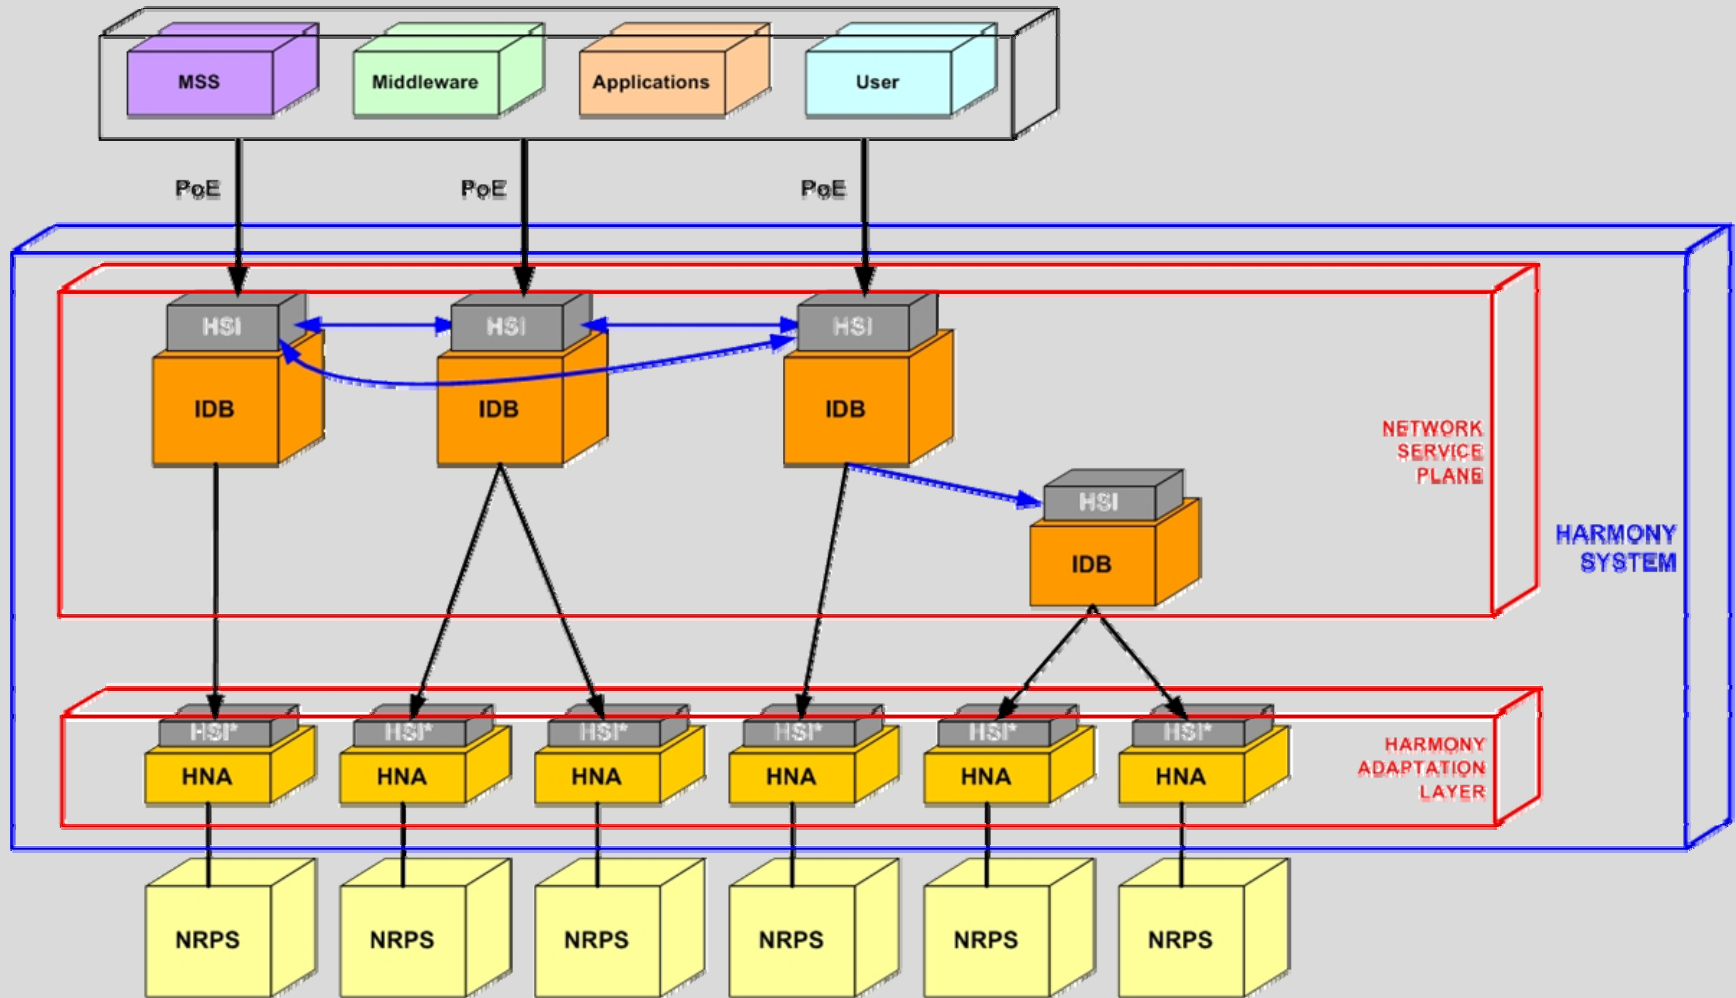 MSS Middleware Applications User
PoE PoE PoE
HSI HSI HSI
IDB IDB IDB
NETWORK
SERVICE
PLANE
HSI
IDB
HARMONY
SYSTEM
HSI* HSI* HSI* HSI* HSI* HSI*
HNA HNA HNA HNA HNA HNA
HARMONY
ADAPTATION
LAYER
NRPS NRPS NRPS NRPS NRPS NRPS